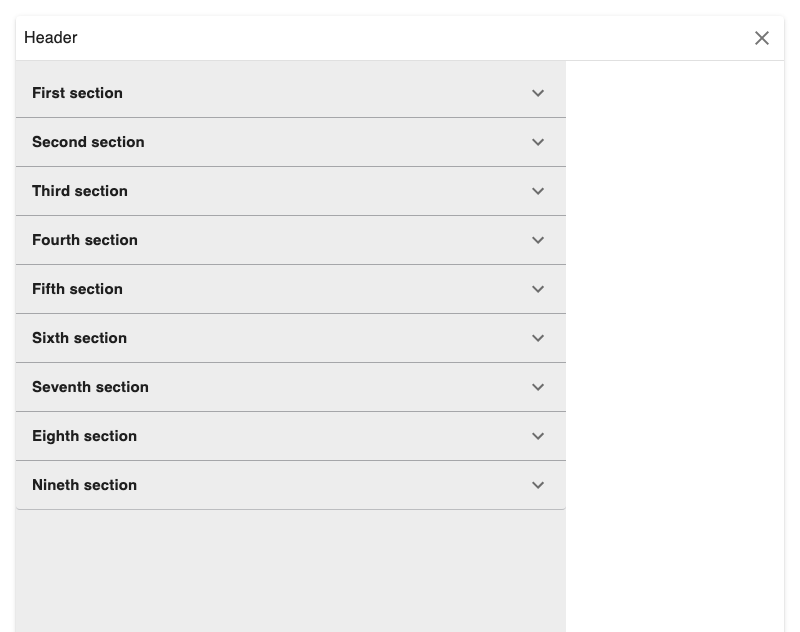 Header
First section
Second section
Third section
Fourth section
Fifth section
Sixth section
Seventh section
Eighth section
Nineth section